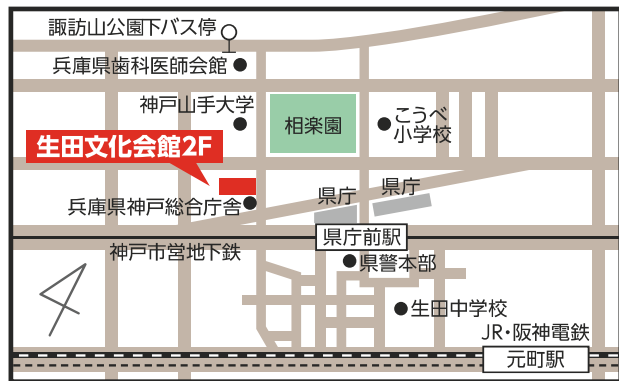 諏訪山公園下バス停
兵庫県歯科医師会館
神戸山手大学
相楽園
こうべ
小学校
生田文化会館2F
県庁
県庁
兵庫県神戸総合庁舎
県庁前駅
神戸市営地下鉄
県警本部
生田中学校
JR・阪神電鉄
元町駅